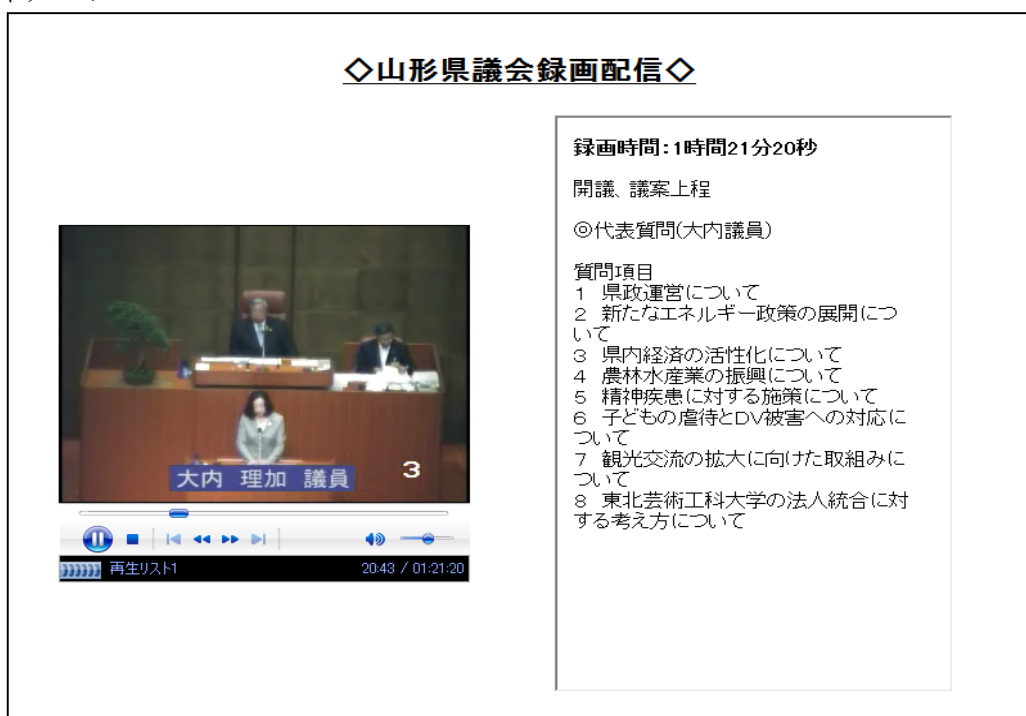 ◇山形県議会録画配信◇
録画時間:1時間21分20秒
開議、議案上程
◎代表質問(大内議員)
質問項目
1 県政運営について
2 新たなエネルギー政策の展開につ
いて
3 県内経済の活性化について
4 農林水産業の振興について
5 精神疾患に対する施策について
6 子どもの虐待とDV被害への対応に
ついて
7 観光交流の拡大に向けた取組みに
ついて
8 東北芸術工科大学の法人統合に対
する考え方について
大内 理加 議員
3
再生リスト1
20:43 / 01:21:20